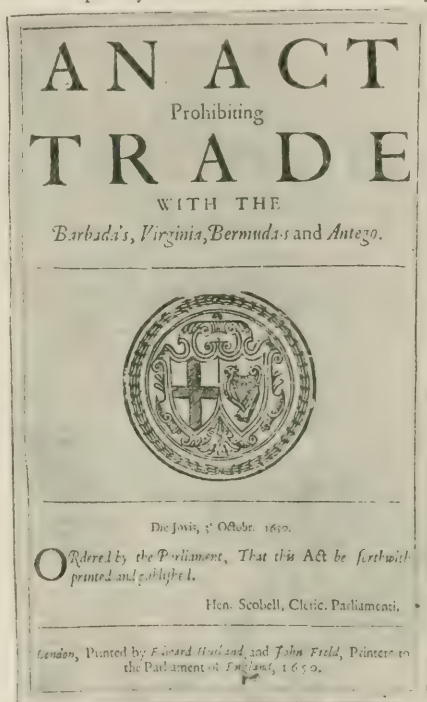 AN ACT
Prohibiting
TRADE
WITH THE
Barbada's, Virginia, Bermuda's and Antego.
Die Jovis, 3° Octobr. 1650.
ORdered by the Parliament, That this Act be forthwith
printed and published.
Hen. Scobell, Cleric. Parliamenti.
London, Printed by Edward Husband and John Field, Printers to
the Parliament of England, 1650.